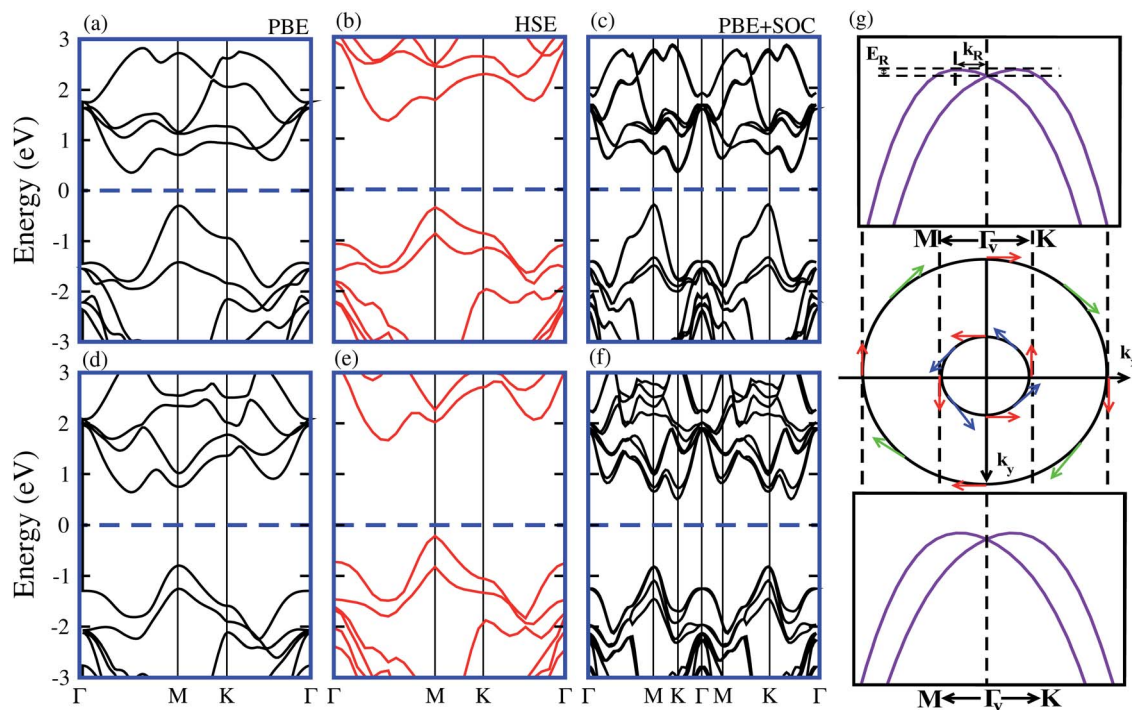 (a) PBE
(b) HSE
(c) PBE+SOC
(g)
3
2
1
0
-1
-2
-3
Energy (eV)
E_R
k_R
M Γ_v K
k_y
(d)
(e)
(f)
3
2
1
0
-1
-2
-3
Energy (eV)
Γ M K Γ
Γ M K Γ
Γ M K Γ M K Γ
M Γ_v K